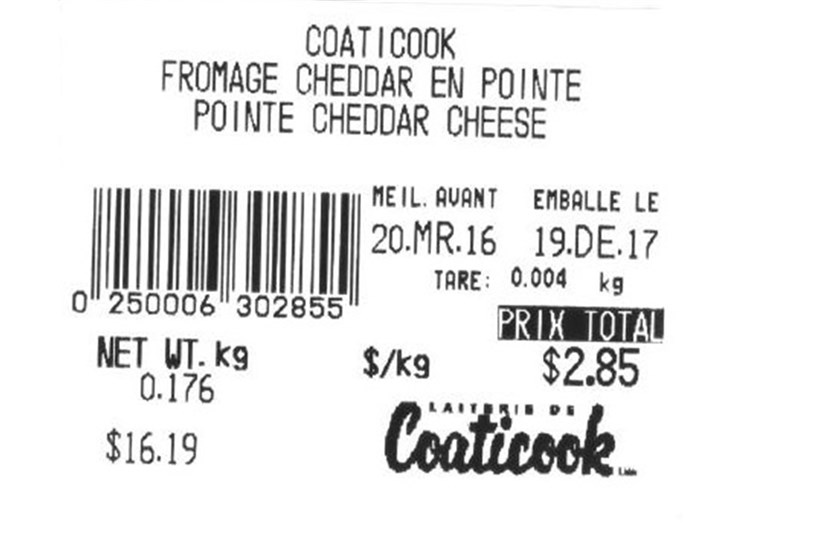 COATICOOK
FROMAGE CHEDDAR EN POINTE
POINTE CHEDDAR CHEESE
MEIL. AVANT EMBALLE LE
20.MR.16 19.DE.17
TARE: 0.004 kg
0 250006 302855
PRIX TOTAL
NET WT. kg $/kg $2.85
0.176
$16.19
LAITERIE DE
Coaticook